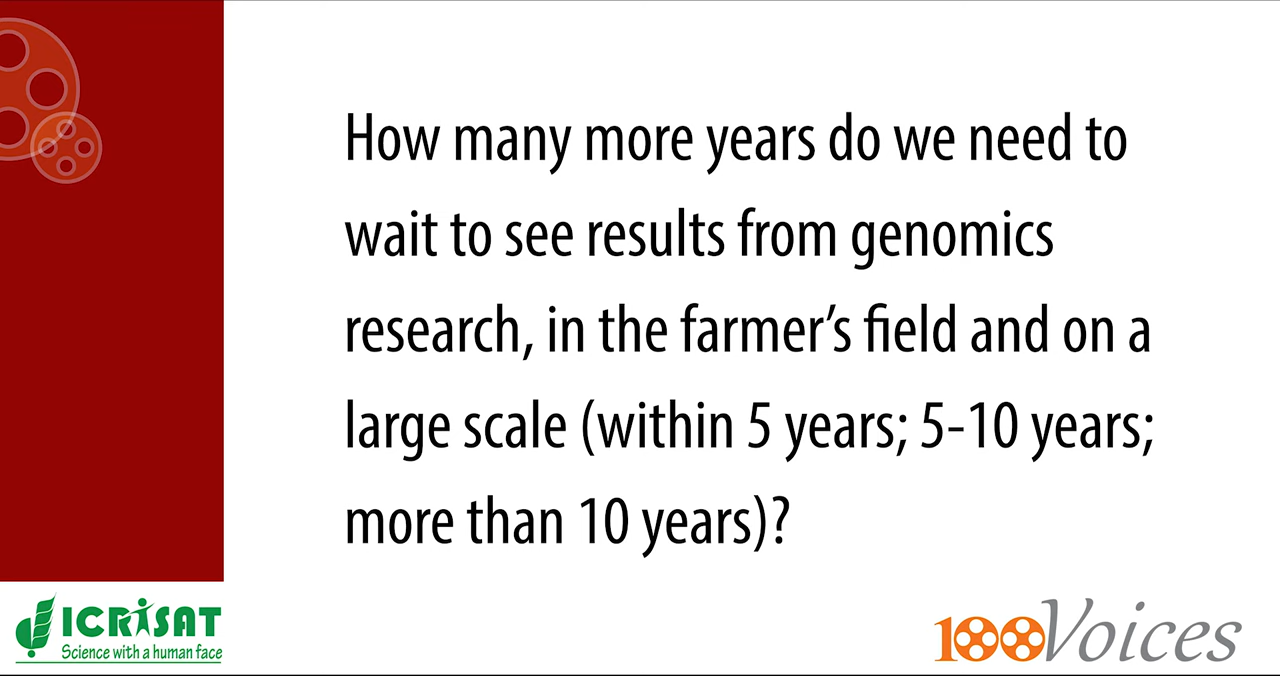 How many more years do we need to
wait to see results from genomics
research, in the farmer’s field and on a
large scale (within 5 years; 5-10 years;
more than 10 years)?
ICRISAT
Science with a human face
100Voices